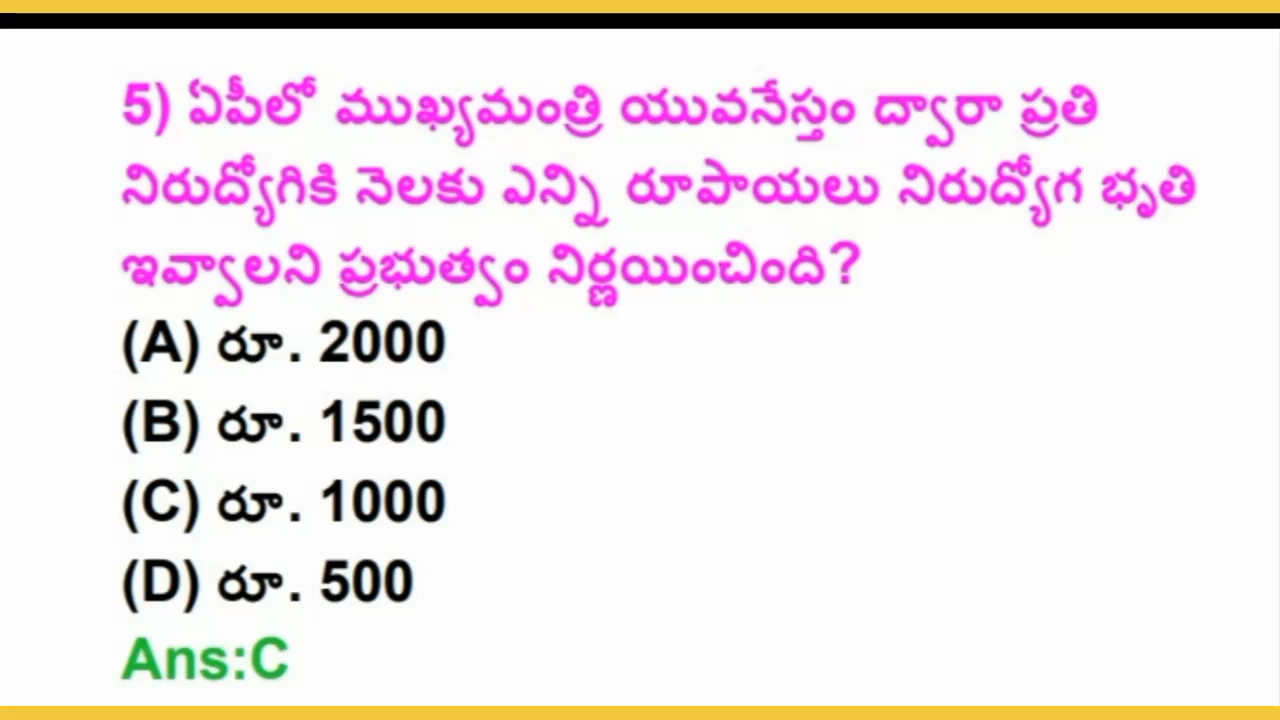 5) ఏపీలో ముఖ్యమంత్రి యువనేస్తం ద్వారా ప్రతి
నిరుద్యోగికి నెలకు ఎన్ని రూపాయలు నిరుద్యోగ భృతి
ఇవ్వాలని ప్రభుత్వం నిర్ణయించింది?
(A) రూ. 2000
(B) రూ. 1500
(C) రూ. 1000
(D) రూ. 500
Ans:C